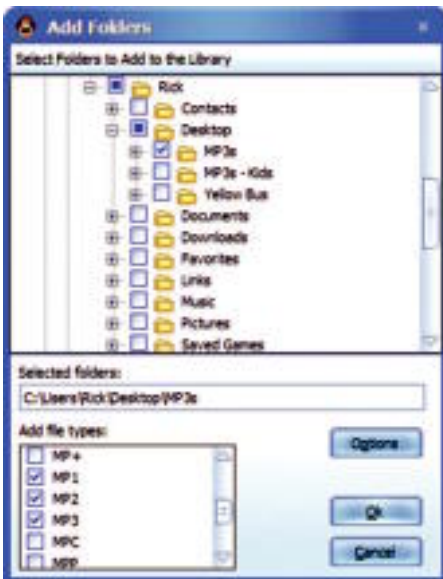 Add Folders
Select Folders to Add to the Library
Rick
Contacts
Desktop
MP3s
MP3s - Kids
Yellow Bus
Documents
Downloads
Favorites
Links
Music
Pictures
Saved Games
Selected folders:
C:\Users\Rick\Desktop\MP3s
Add file types:
MP+
MP1
MP2
MP3
MPC
MPP
Options
Ok
Cancel